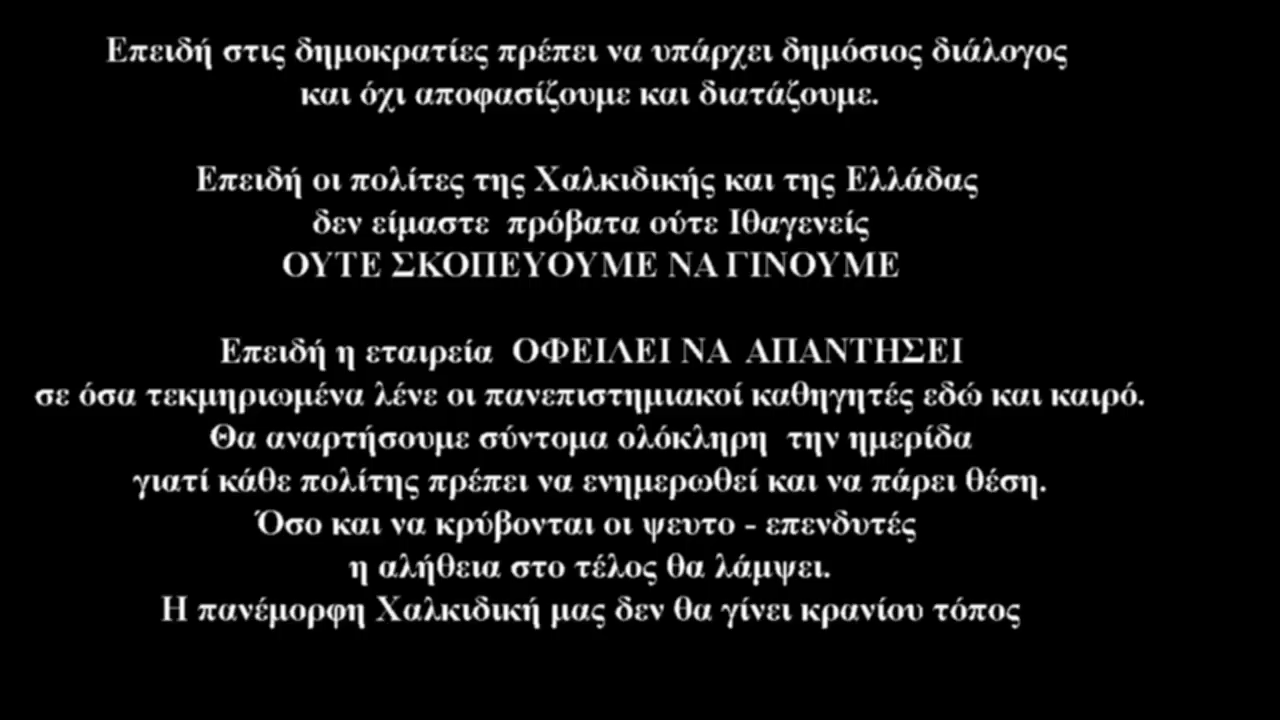 Επειδή στις δημοκρατίες πρέπει να υπάρχει δημόσιος διάλογος
και όχι αποφασίζουμε και διατάζουμε.
Επειδή οι πολίτες της Χαλκιδικής και της Ελλάδας
δεν είμαστε πρόβατα ούτε Ιθαγενείς
ΟΥΤΕ ΣΚΟΠΕΥΟΥΜΕ ΝΑ ΓΙΝΟΥΜΕ
Επειδή η εταιρεία ΟΦΕΙΛΕΙ ΝΑ ΑΠΑΝΤΗΣΕΙ
σε όσα τεκμηριωμένα λένε οι πανεπιστημιακοί καθηγητές εδώ και καιρό.
Θα αναρτήσουμε σύντομα ολόκληρη την ημερίδα
γιατί κάθε πολίτης πρέπει να ενημερωθεί και να πάρει θέση.
Όσο και να κρύβονται οι ψευτο - επενδυτές
η αλήθεια στο τέλος θα λάμψει.
Η πανέμορφη Χαλκιδική μας δεν θα γίνει κρανίου τόπος